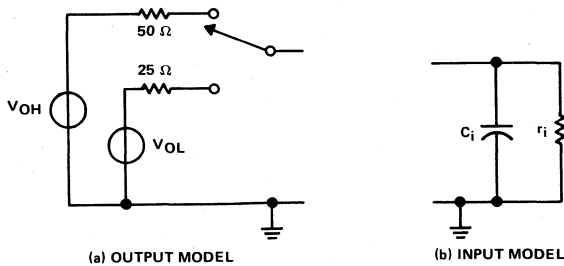 50 Ω
25 Ω
VOH
VOL
Ci
ri
(a) OUTPUT MODEL
(b) INPUT MODEL